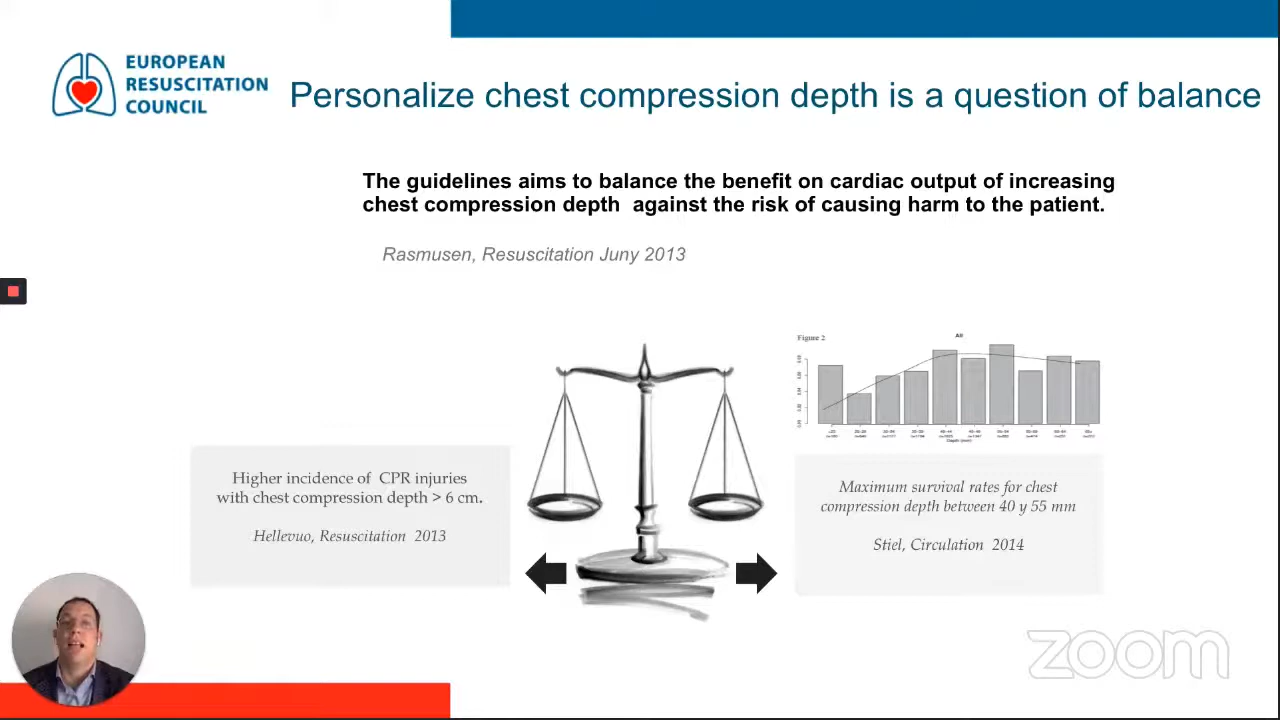 EUROPEAN
RESUSCITATION
COUNCIL
Personalize chest compression depth is a question of balance
The guidelines aims to balance the benefit on cardiac output of increasing
chest compression depth against the risk of causing harm to the patient.
Rasmusen, Resuscitation Juny 2013
Figure 2
All
Depth (mm)
Higher incidence of CPR injuries
with chest compression depth > 6 cm.
Hellevuo, Resuscitation 2013
Maximum survival rates for chest
compression depth between 40 y 55 mm
Stiel, Circulation 2014
zoom